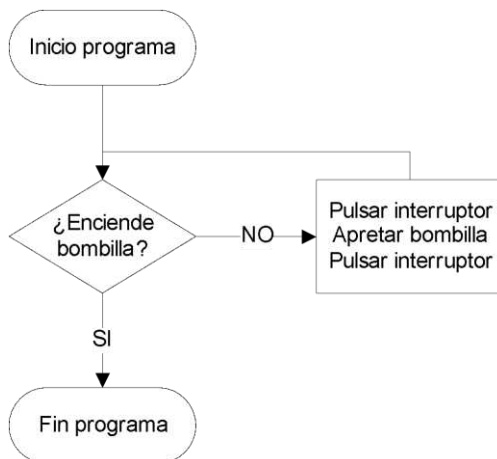 Inicio programa
¿Enciende
bombilla?
NO
Pulsar interruptor
Apretar bombilla
Pulsar interruptor
SI
Fin programa